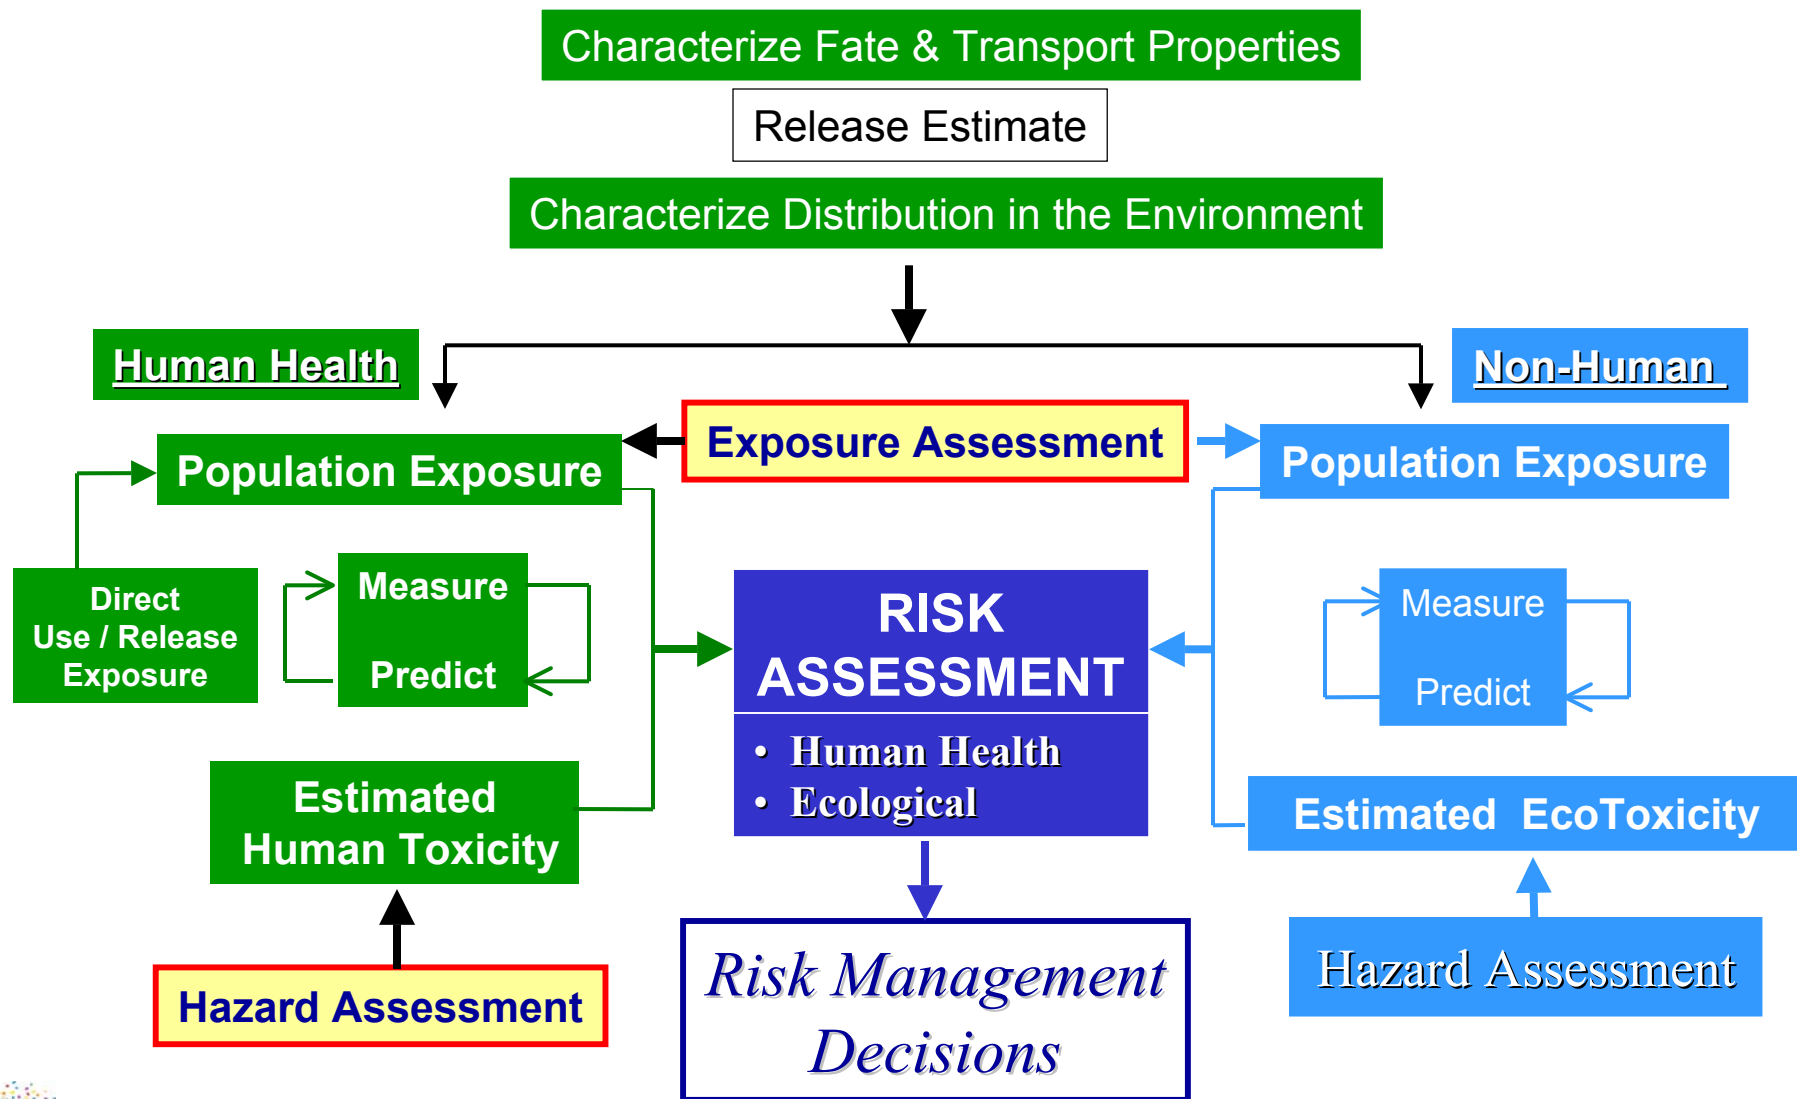 Characterize Fate & Transport Properties
Release Estimate
Characterize Distribution in the Environment
Human Health
Non-Human
Exposure Assessment
Population Exposure
Population Exposure
Direct
Use / Release
Exposure
Measure
Predict
RISK
ASSESSMENT
• Human Health
• Ecological
Measure
Predict
Estimated
Human Toxicity
Estimated EcoToxicity
Hazard Assessment
Risk Management
Decisions
Hazard Assessment